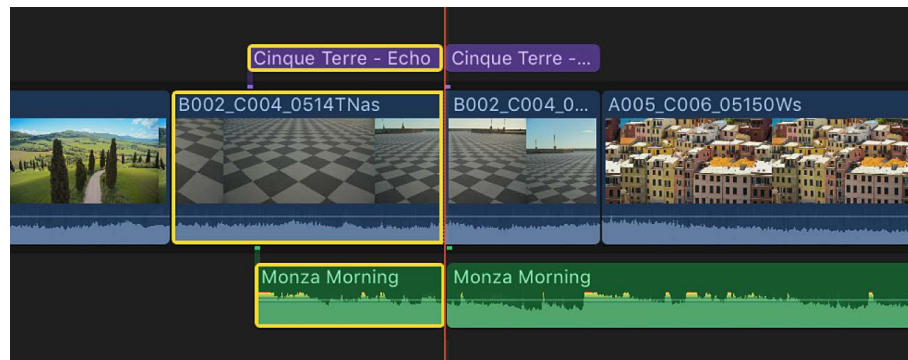 Cinque Terre - Echo
Cinque Terre -...
B002_C004_0514TNas
B002_C004_0...
A005_C006_05150Ws
Monza Morning
Monza Morning